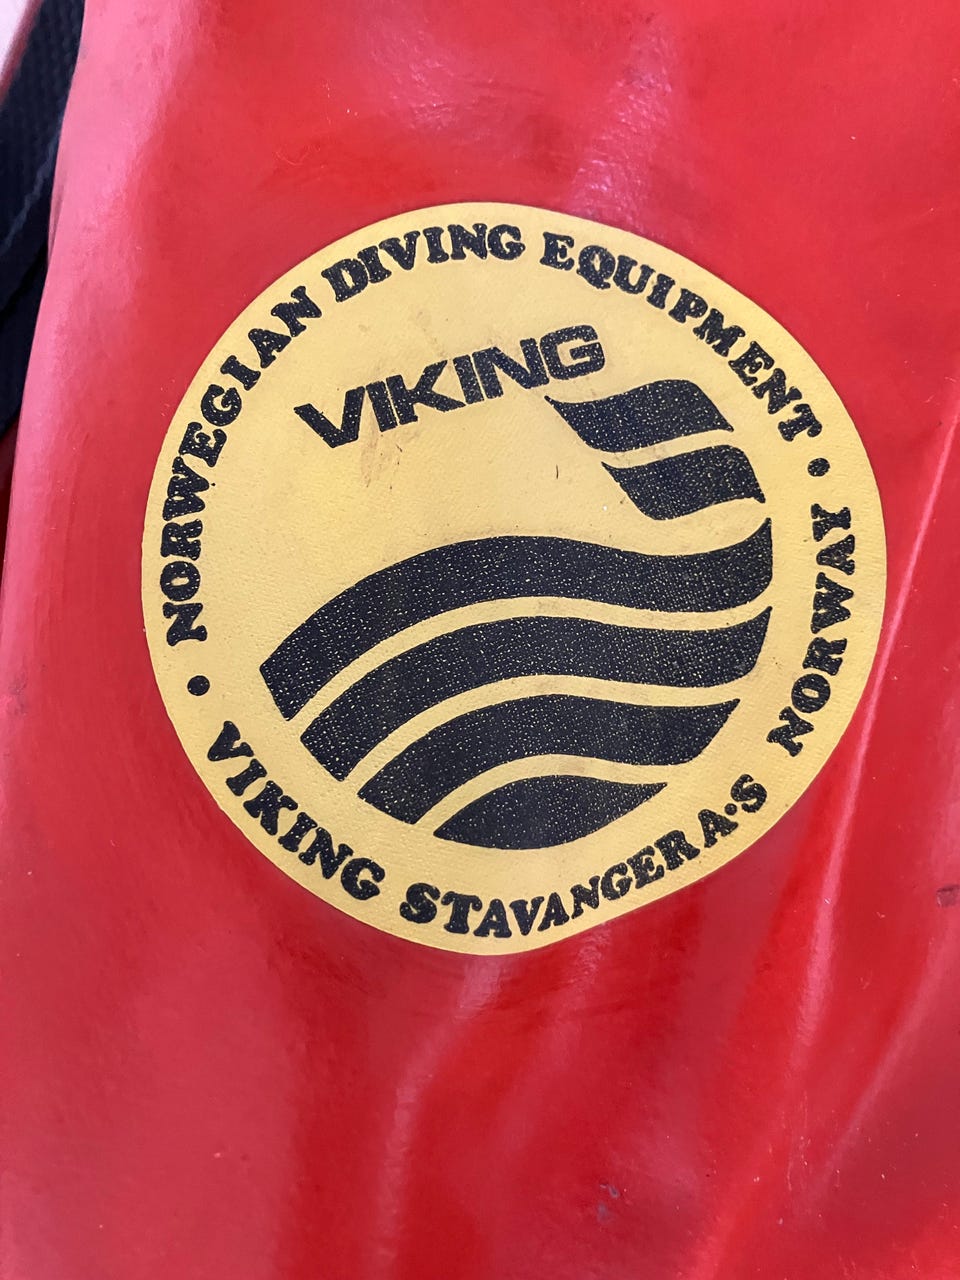 NORWEGIAN DIVING EQUIPMENT •
VIKING
• VIKING STAVANGER A·S NORWAY